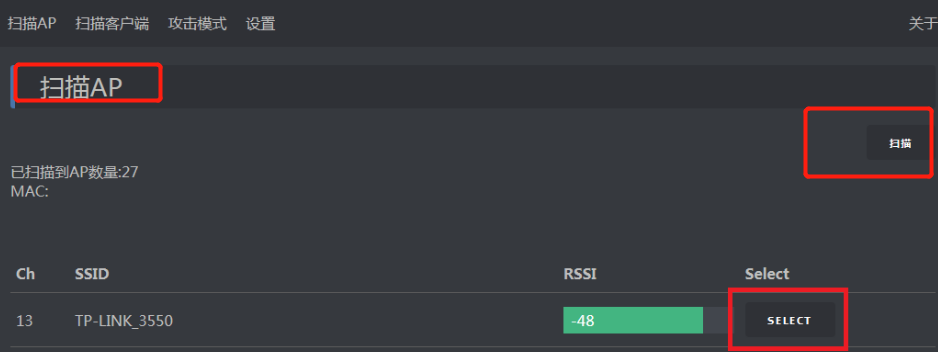 扫描AP 扫描客户端 攻击模式 设置 关于
扫描AP
扫描
已扫描到AP数量:27
MAC:
Ch SSID RSSI Select
13 TP-LINK_3550 -48 SELECT